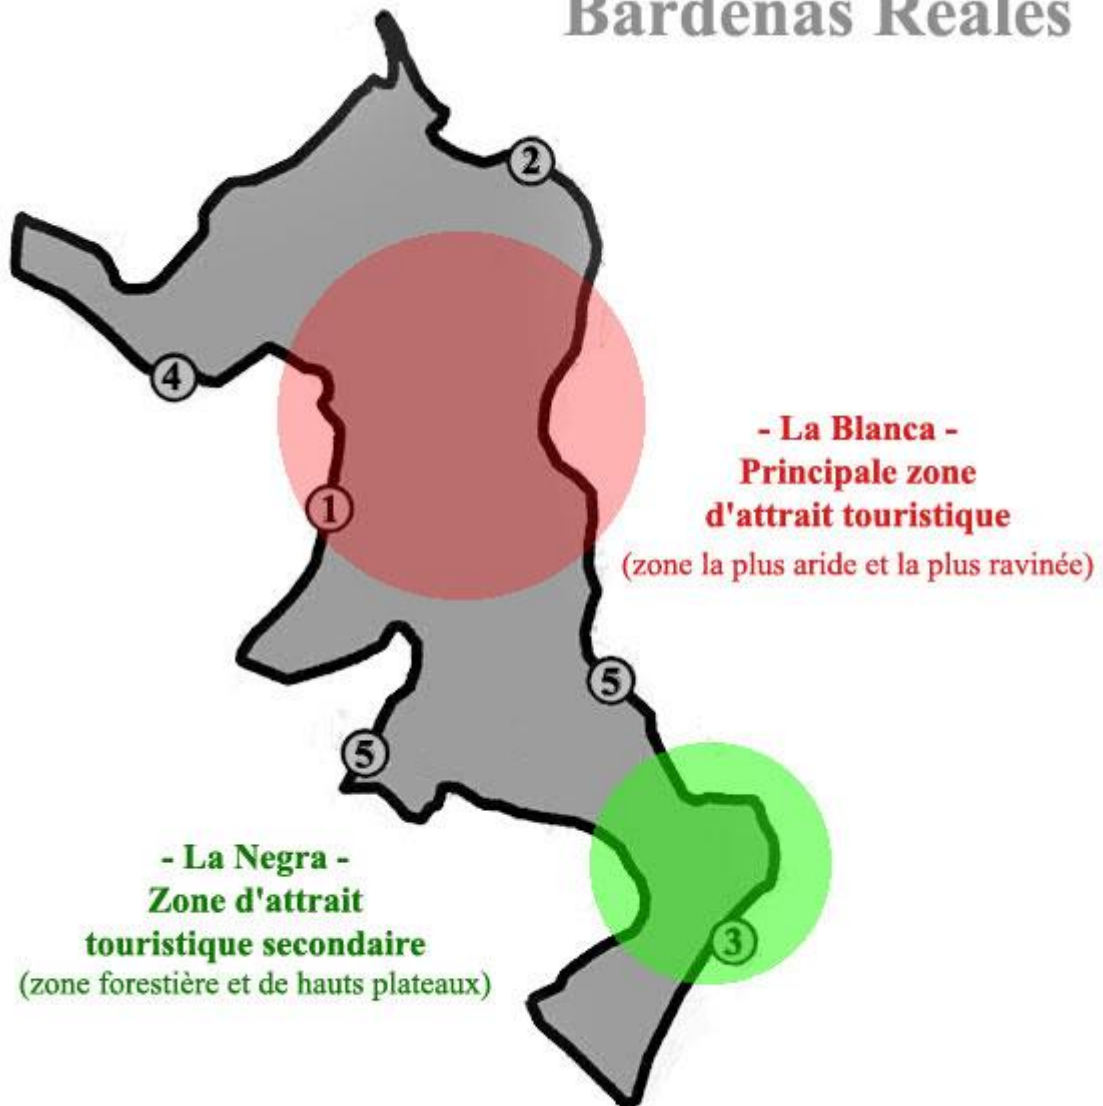 Bardenas Reales
2
4
- La Blanca -
Principale zone
d'attrait touristique
(zone la plus aride et la plus ravinée)
1
5
5
- La Negra -
Zone d'attrait
touristique secondaire
(zone forestière et de hauts plateaux)
3